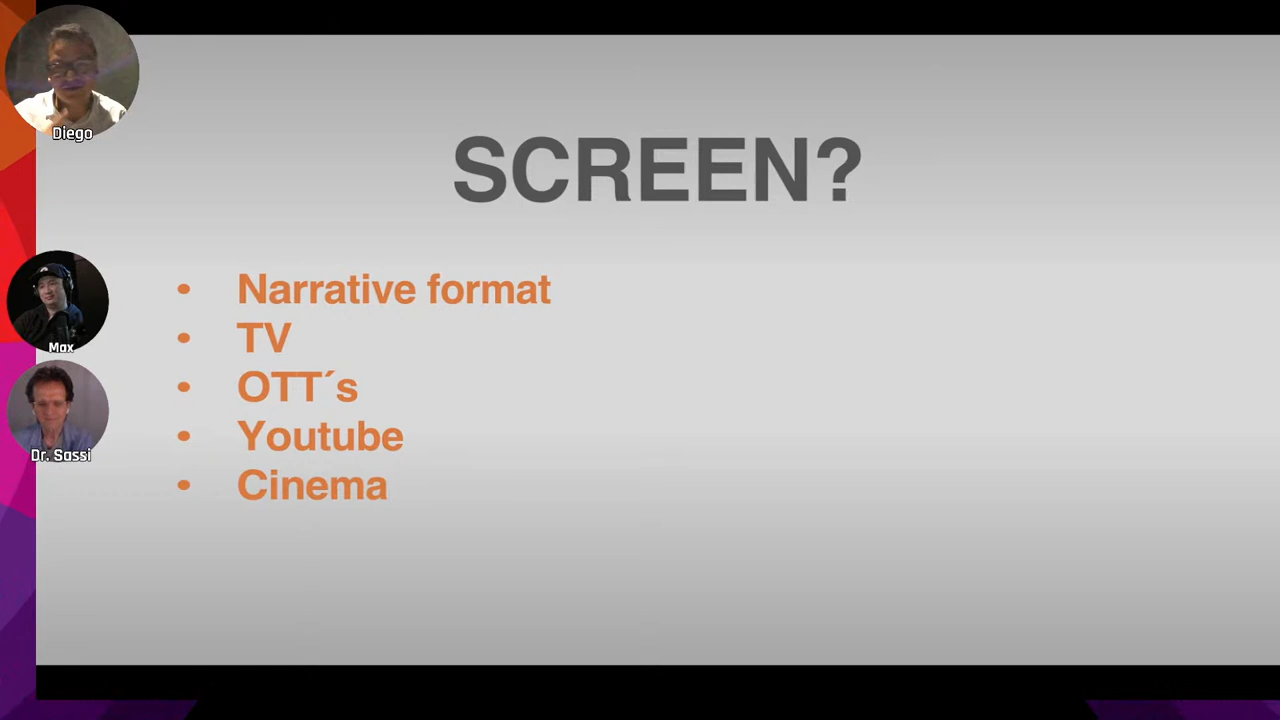 Diego
SCREEN?
• Narrative format
• TV
• OTT´s
• Youtube
• Cinema
Max
Dr. Sassi